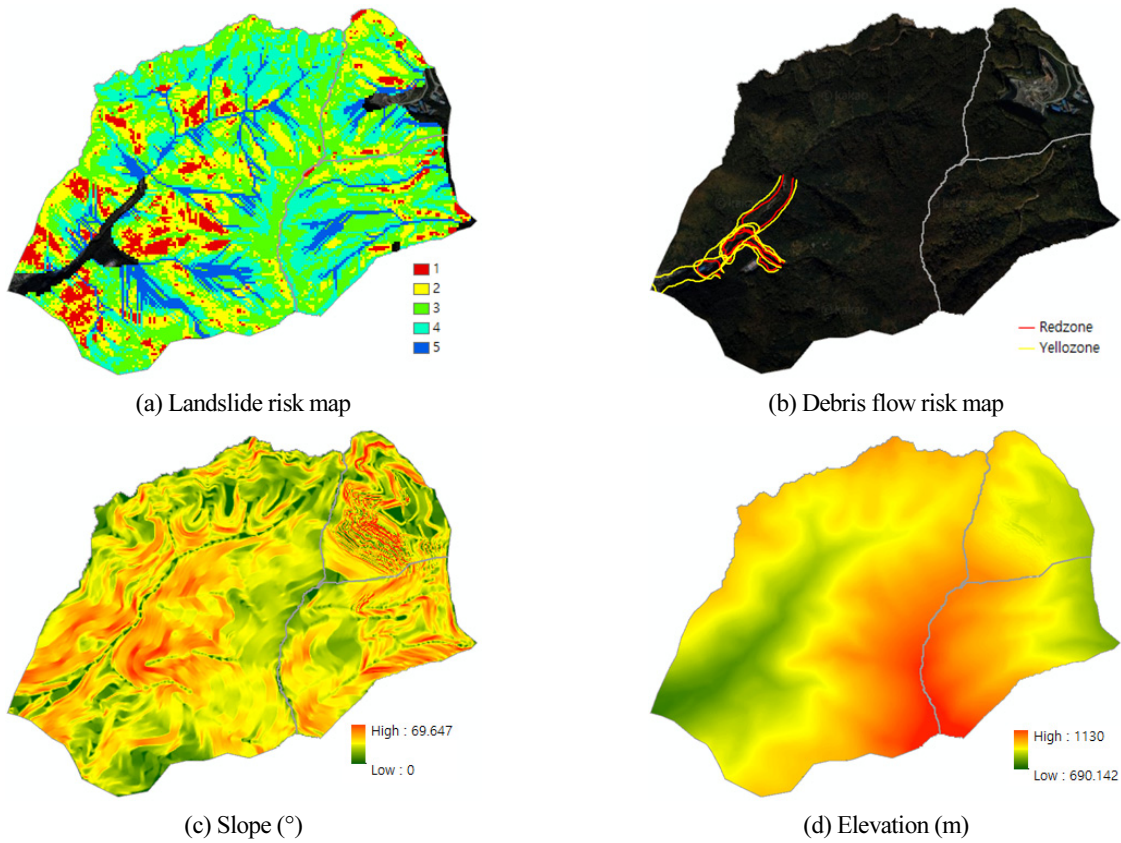 1
2
3
4
5
Redzone
Yellozone
(a) Landslide risk map
(b) Debris flow risk map
High : 69.647
Low : 0
High : 1130
Low : 690.142
(c) Slope (°)
(d) Elevation (m)